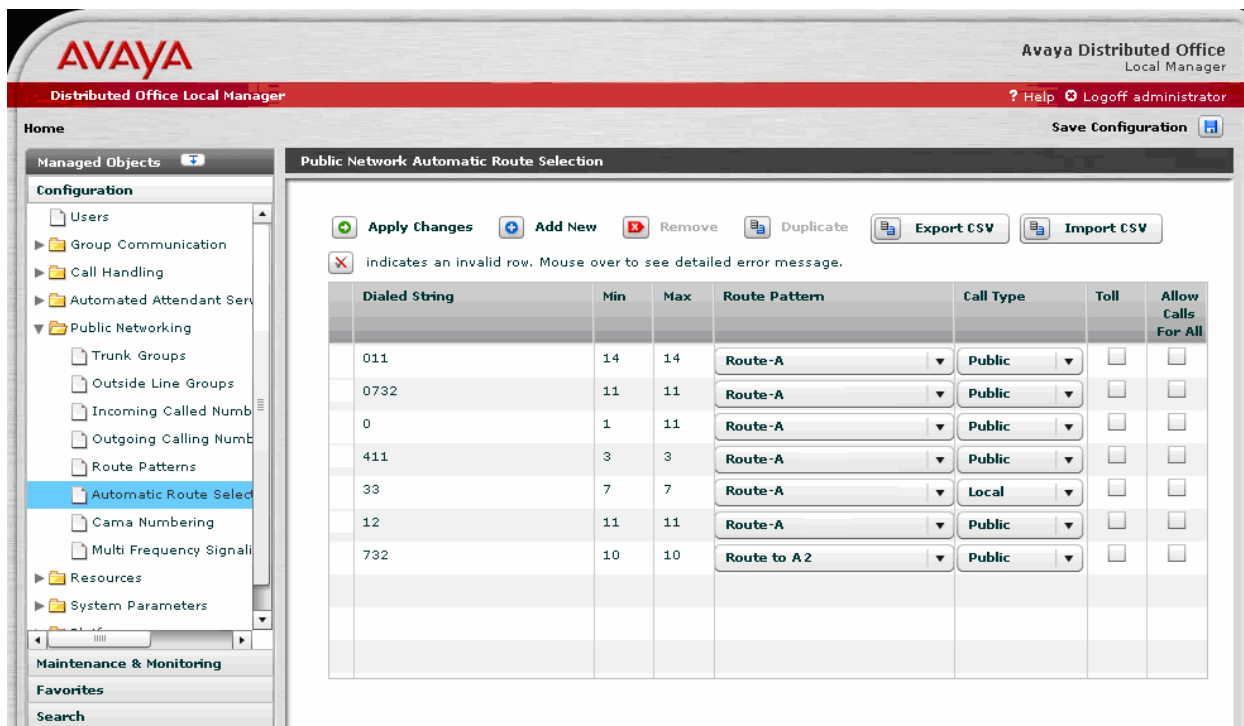 AVAYA
Avaya Distributed Office
Local Manager
Distributed Office Local Manager
? Help Logoff administrator
Home
Save Configuration
Managed Objects
Public Network Automatic Route Selection
Configuration
Users
Group Communication
Call Handling
Automated Attendant Serv
Public Networking
Trunk Groups
Outside Line Groups
Incoming Called Numb
Outgoing Calling Numb
Route Patterns
Automatic Route Select
Cama Numbering
Multi Frequency Signali
Resources
System Parameters
Maintenance & Monitoring
Favorites
Search
Apply Changes Add New Remove Duplicate Export CSV Import CSV
indicates an invalid row. Mouse over to see detailed error message.
Dialed String Min Max Route Pattern Call Type Toll Allow Calls For All
011 14 14 Route-A Public
0732 11 11 Route-A Public
0 1 11 Route-A Public
411 3 3 Route-A Public
33 7 7 Route-A Local
12 11 11 Route-A Public
732 10 10 Route to A2 Public